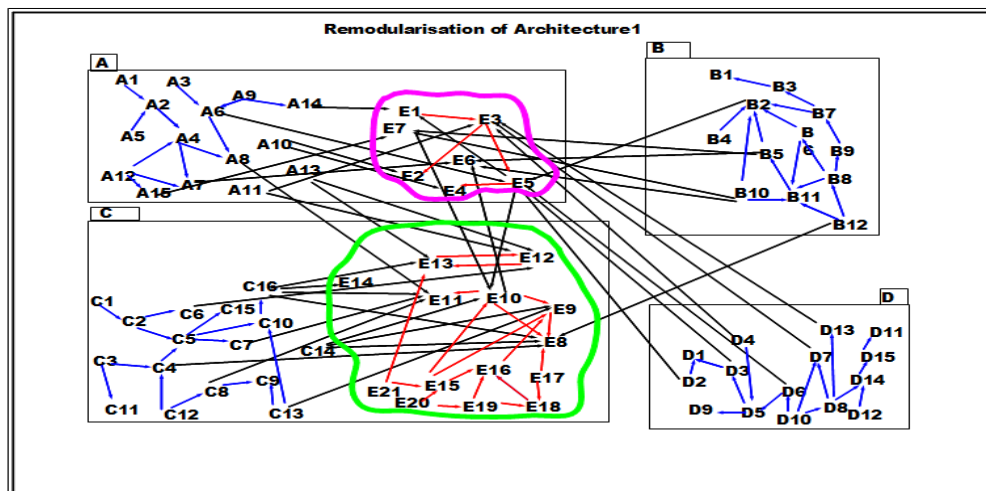 Remodularisation of Architecture1
A
B
A1
A3
A9
A2
A6
A14
A5
A4
A10
A8
A12
A15
A7
A13
A11
E1
E3
E7
E6
E2
E4
E5
B1
B3
B2
B7
B4
B
6
B5
B9
B8
B10
B11
B12
C
D
C1
C16
E14
C6
C15
C2
C10
C5
C7
C3
C4
C14
C8
C9
C11
C12
C13
E13
E12
E11
E10
E9
E8
E16
E17
E15
E21
E20
E19
E18
D13
D11
D4
D1
D7
D15
D3
D2
D6
D14
D9
D5
D10
D8
D12